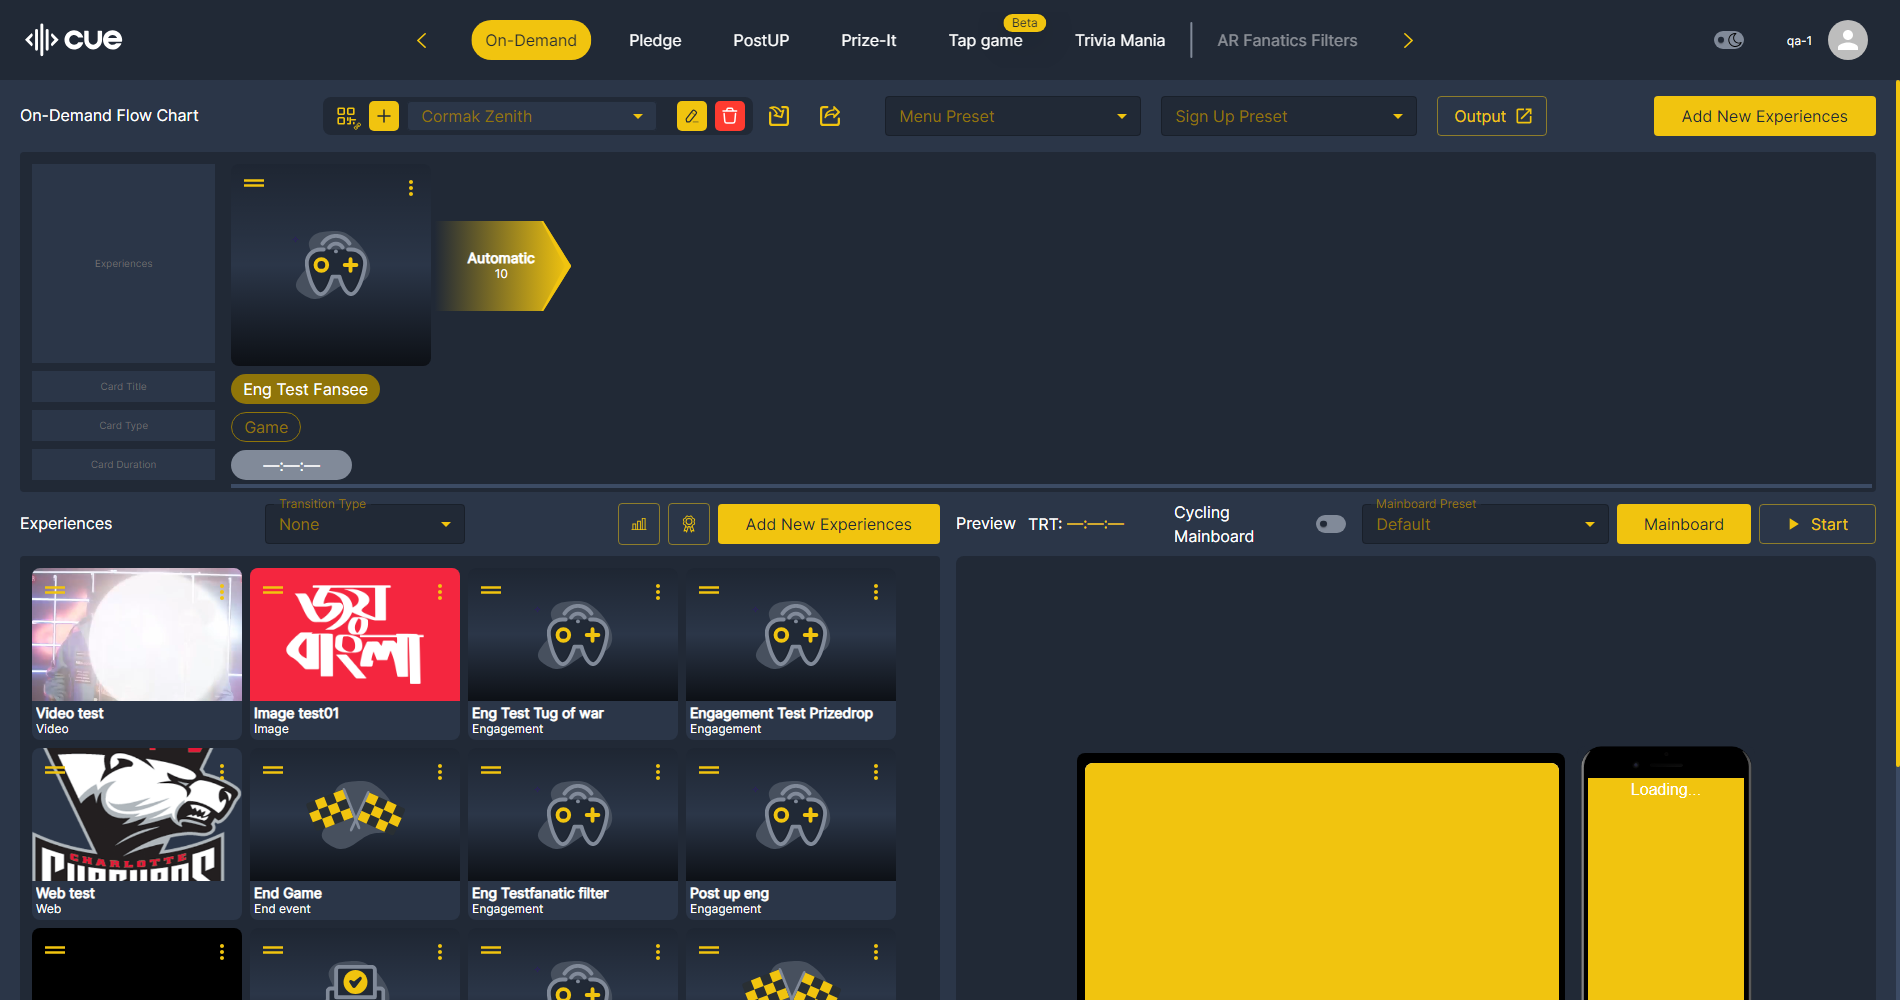 cue
On-Demand
Pledge
PostUP
Prize-It
Tap game
Beta
Trivia Mania
AR Fanatics Filters
qa-1
On-Demand Flow Chart
Cormak Zenith
Menu Preset
Sign Up Preset
Output
Add New Experiences
Experiences
Automatic
10
Card Title
Eng Test Fansee
Card Type
Game
Card Duration
—:—:—
Experiences
Transition Type
None
Add New Experiences
Preview
TRT: —:—:—
Cycling
Mainboard
Mainboard Preset
Default
Mainboard
Start
জয়
বাংলা
Video test
Video
Image test01
Image
Eng Test Tug of war
Engagement
Engagement Test Prizedrop
Engagement
CHARLOTTE
Web test
Web
End Game
End event
Eng Testfanatic filter
Engagement
Post up eng
Engagement
Loading...